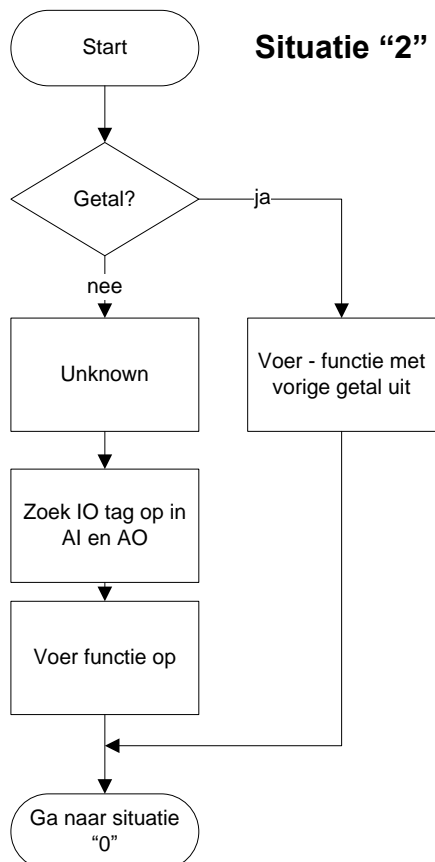 Start
Situatie “2”
Getal?
ja
nee
Unknown
Voer - functie met
vorige getal uit
Zoek IO tag op in
AI en AO
Voer functie op
Ga naar situatie
“0”